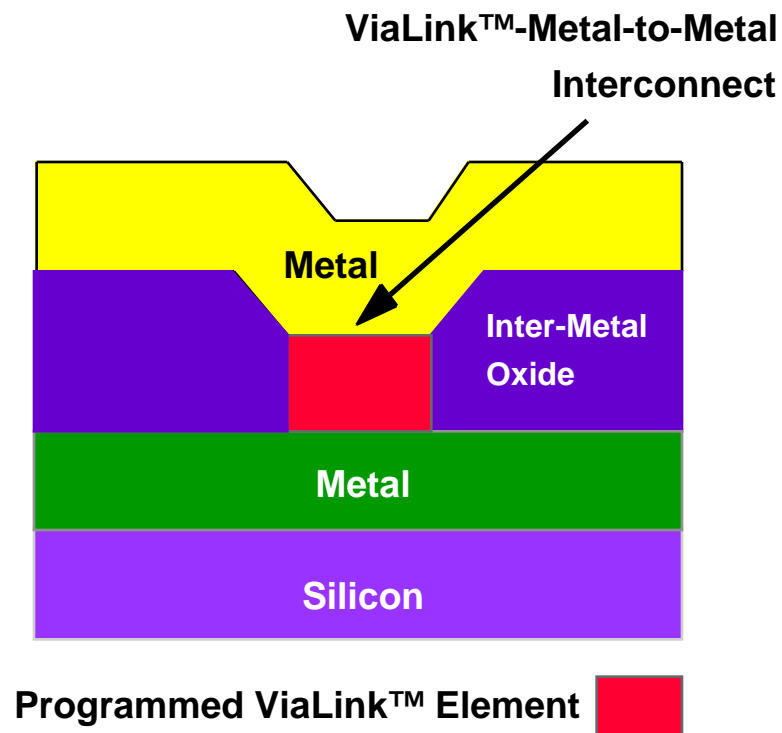 ViaLink™-Metal-to-Metal
Interconnect
Metal
Inter-Metal
Oxide
Metal
Silicon
Programmed ViaLink™ Element